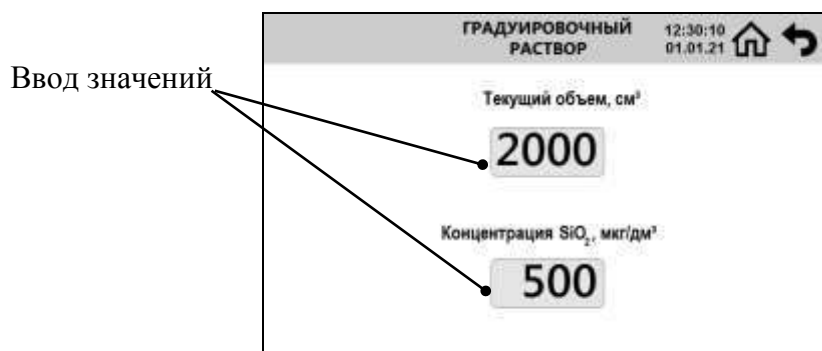 ГРАДУИРОВОЧНЫЙ
РАСТВОР
12:30:10
01.01.21
Ввод значений
Текущий объем, см³
2000
Концентрация SiO₂, мкг/дм³
500